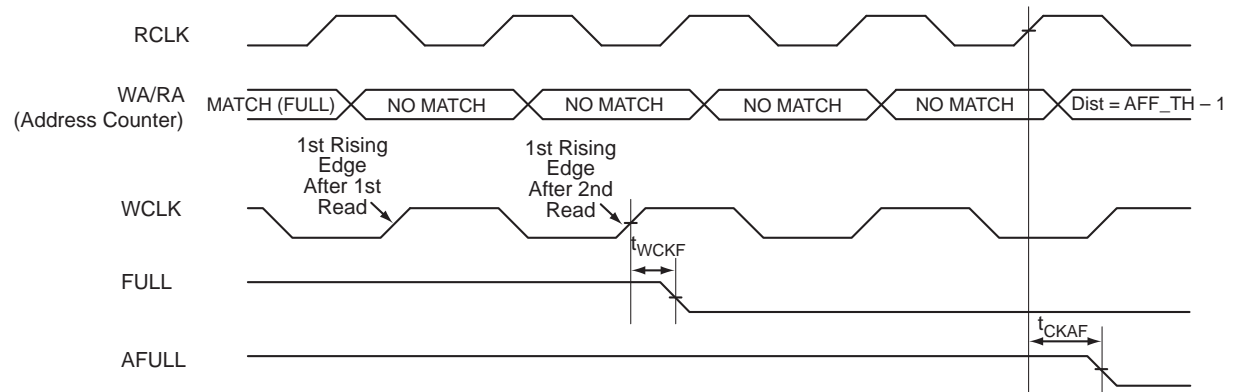 RCLK
WA/RA
(Address Counter)
MATCH (FULL)
NO MATCH
NO MATCH
NO MATCH
NO MATCH
Dist = AFF_TH – 1
1st Rising
Edge
After 1st
Read
1st Rising
Edge
After 2nd
Read
WCLK
tWCKF
FULL
tCKAF
AFULL